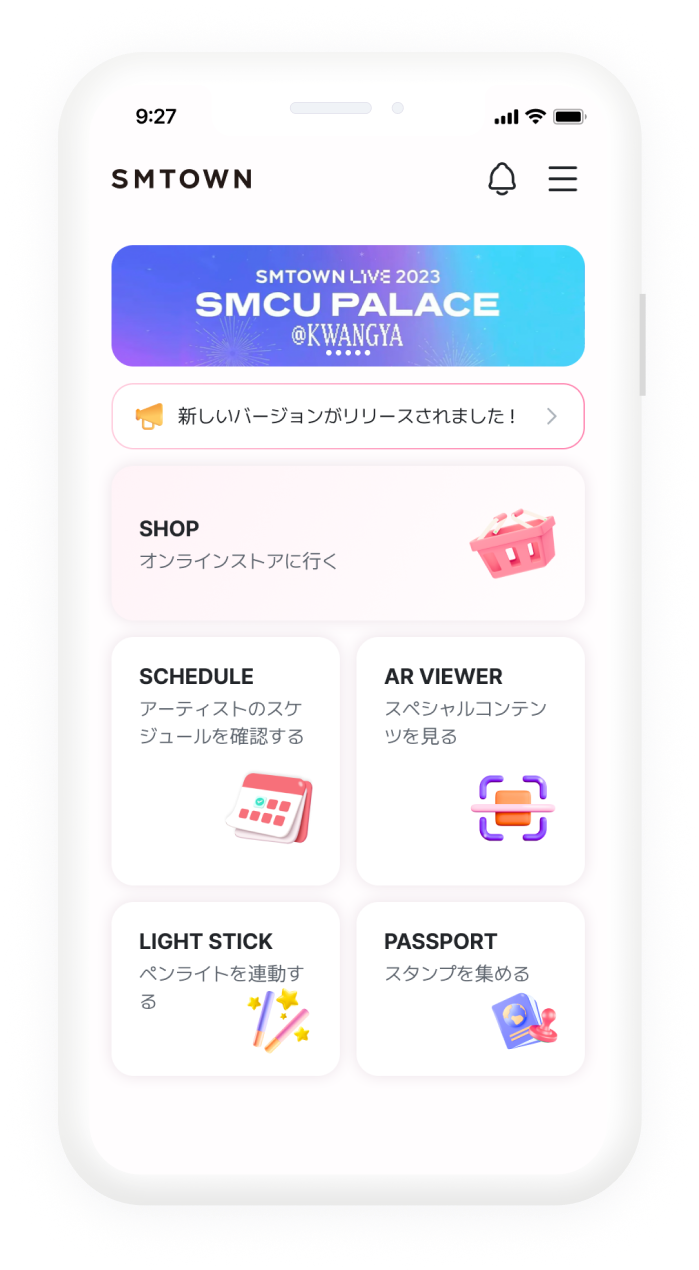 9:27
SMTOWN
SMTOWN LIVE 2023
SMCU PALACE
@KWANGYA
新しいバージョンがリリースされました！
SHOP
オンラインストアに行く
SCHEDULE
アーティストのスケ
ジュールを確認する
AR VIEWER
スペシャルコンテン
ツを見る
LIGHT STICK
ペンライトを連動す
る
PASSPORT
スタンプを集める